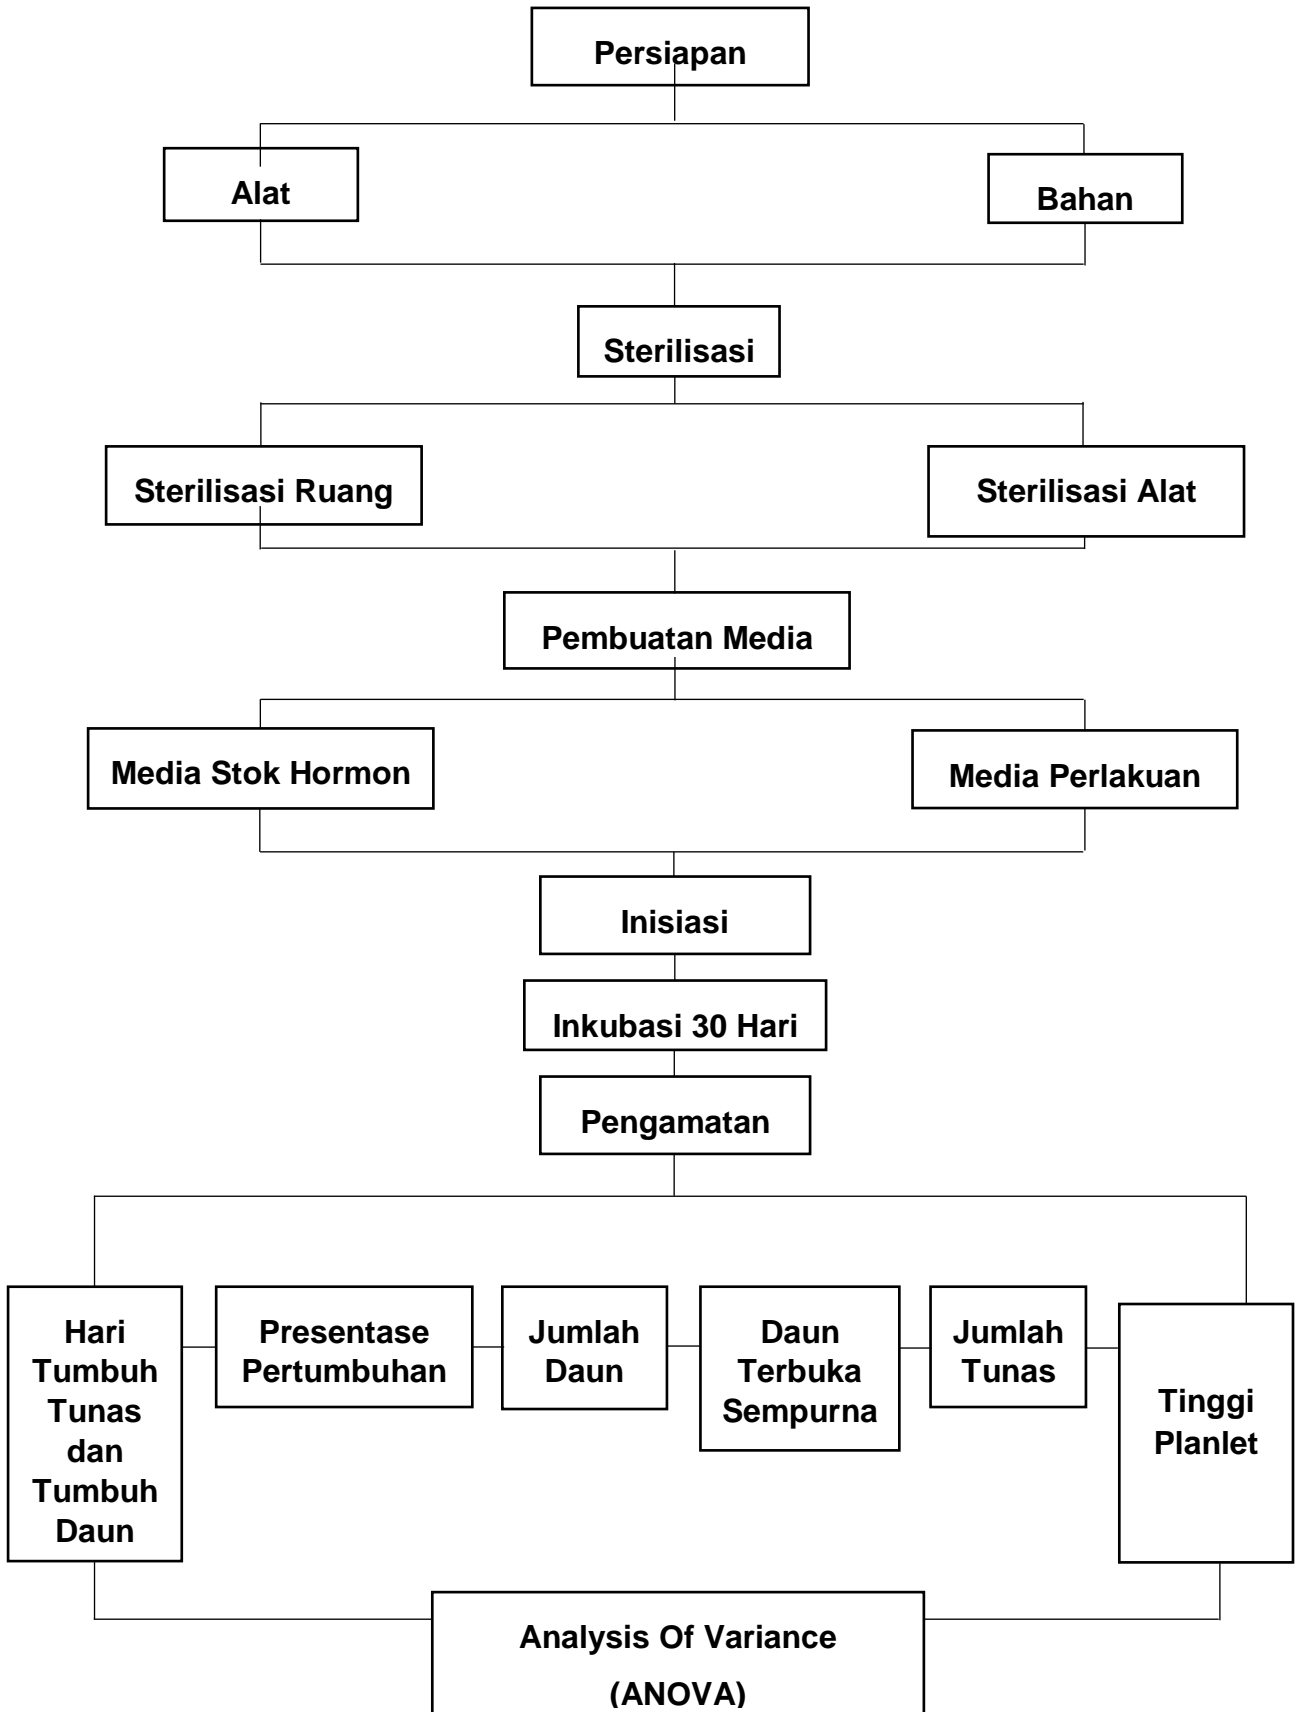 Persiapan
Alat
Bahan
Sterilisasi
Sterilisasi Ruang
Sterilisasi Alat
Pembuatan Media
Media Stok Hormon
Media Perlakuan
Inisiasi
Inkubasi 30 Hari
Pengamatan
Hari
Tumbuh
Tunas
dan
Tumbuh
Daun
Presentase
Pertumbuhan
Jumlah
Daun
Daun
Terbuka
Sempurna
Jumlah
Tunas
Tinggi
Planlet
Analysis Of Variance
(ANOVA)